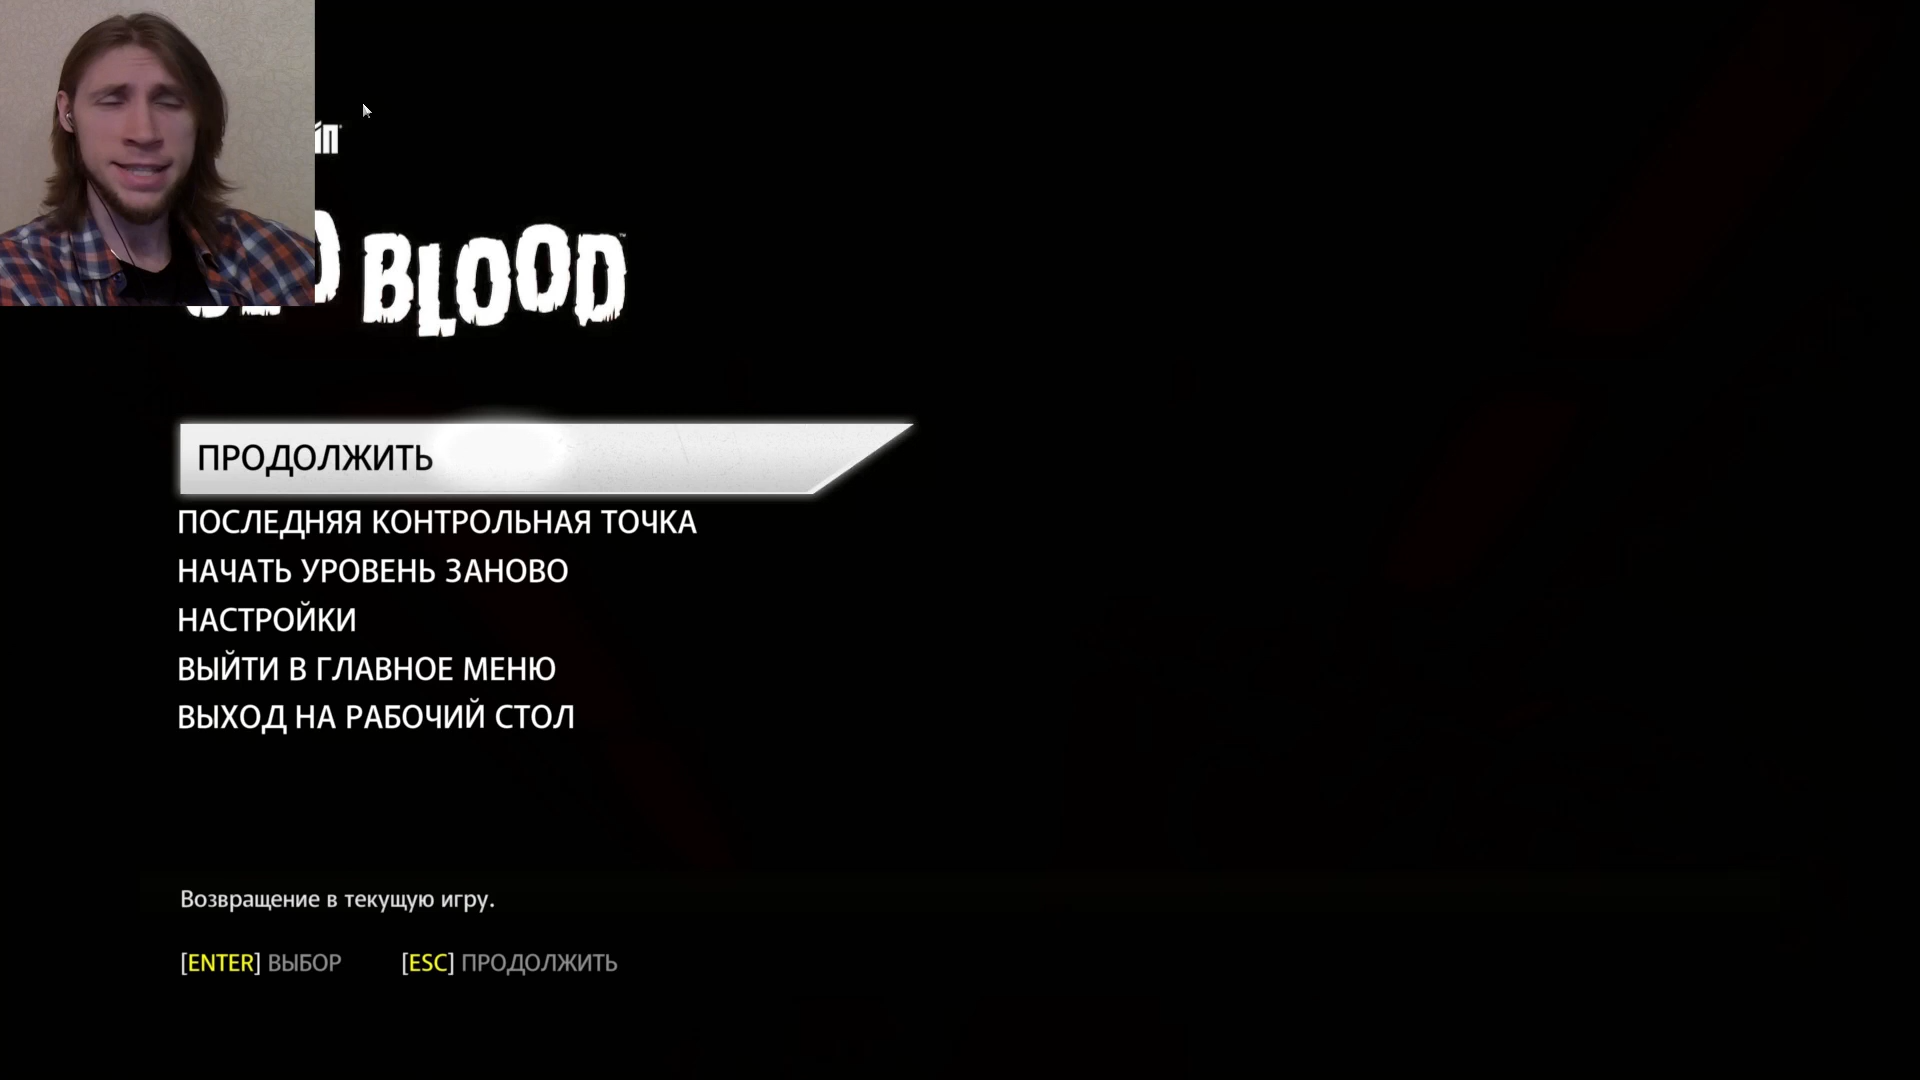 BLOOD™
ПРОДОЛЖИТЬ
ПОСЛЕДНЯЯ КОНТРОЛЬНАЯ ТОЧКА
НАЧАТЬ УРОВЕНЬ ЗАНОВО
НАСТРОЙКИ
ВЫЙТИ В ГЛАВНОЕ МЕНЮ
ВЫХОД НА РАБОЧИЙ СТОЛ
Возвращение в текущую игру.
[ENTER] ВЫБОР [ESC] ПРОДОЛЖИТЬ